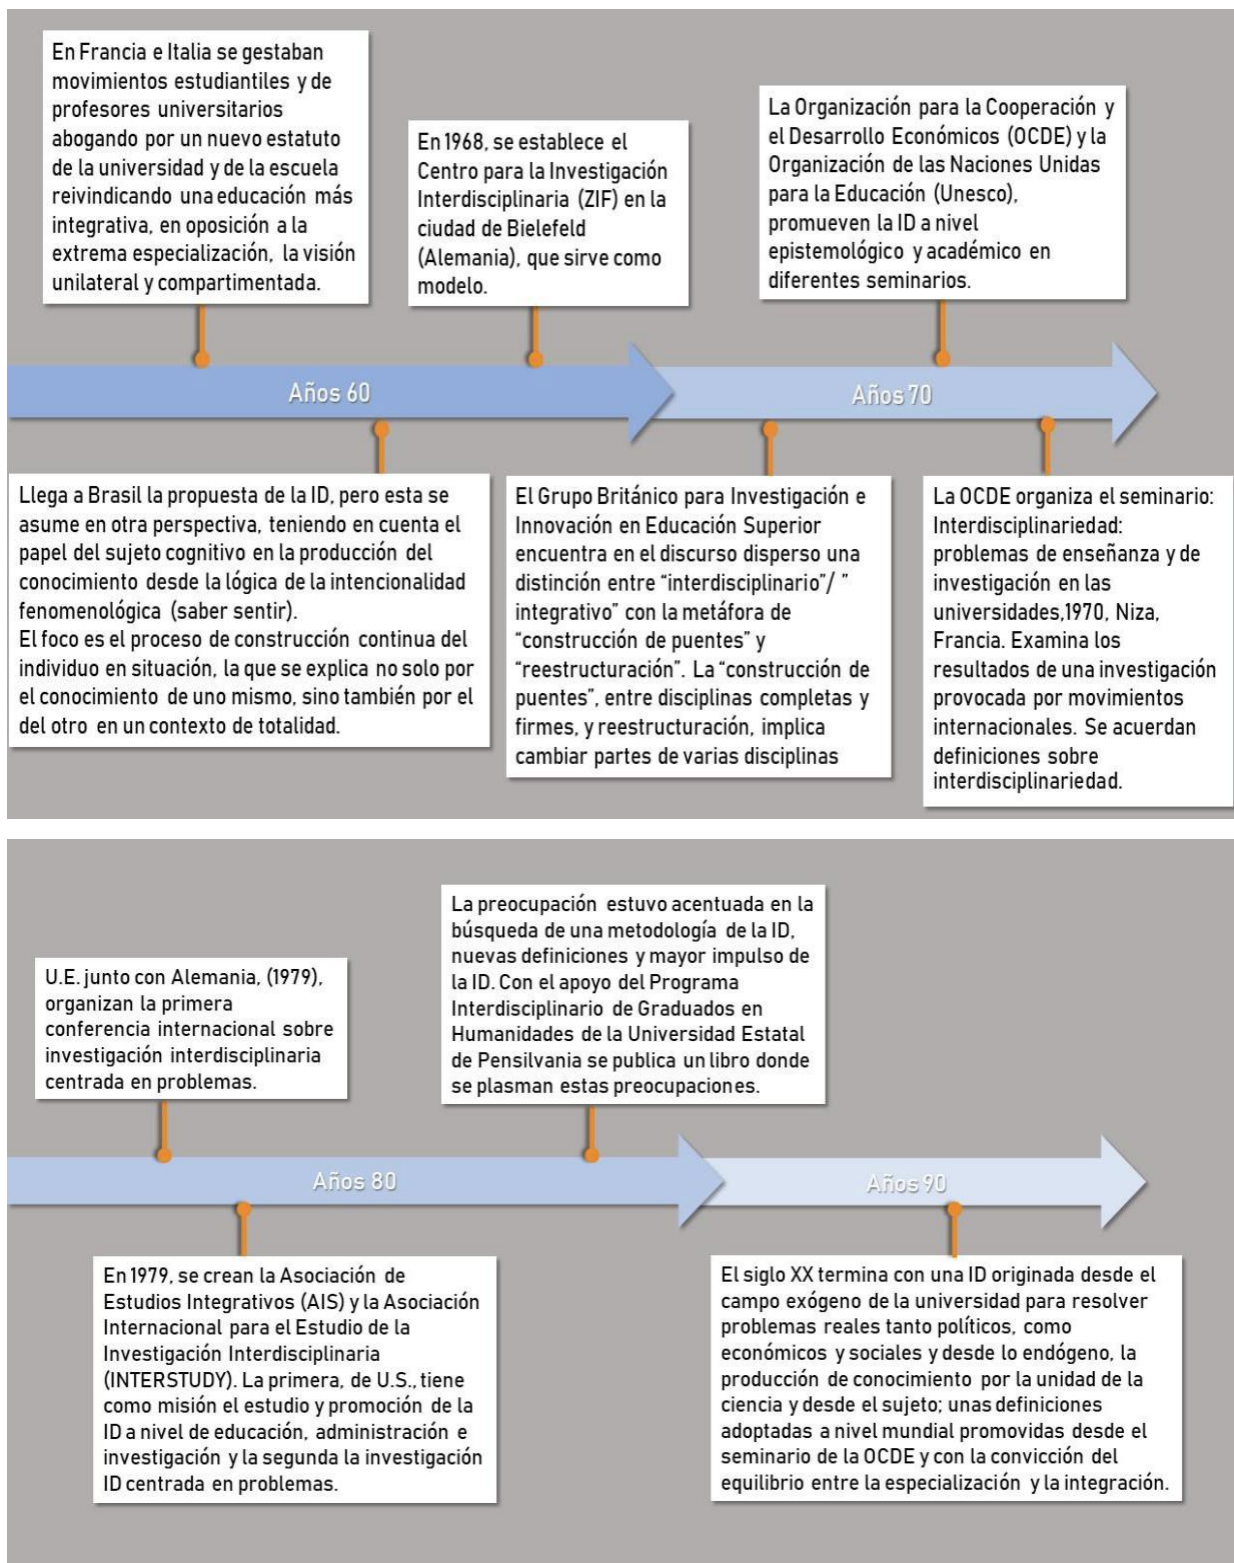 En Francia e Italia se gestaban
movimientos estudiantiles y de
profesores universitarios
abogando por un nuevo estatuto
de la universidad y de la escuela
reivindicando una educación más
integrativa, en oposición a la
extrema especialización, la visión
unilateral y compartimentada.
En 1968, se establece el
Centro para la Investigación
Interdisciplinaria (ZIF) en la
ciudad de Bielefeld
(Alemania), que sirve como
modelo.
La Organización para la Cooperación y
el Desarrollo Económicos (OCDE) y la
Organización de las Naciones Unidas
para la Educación (Unesco),
promueven la ID a nivel
epistemológico y académico en
diferentes seminarios.
Años 60
Años 70
Llega a Brasil la propuesta de la ID, pero esta se
asume en otra perspectiva, teniendo en cuenta el
papel del sujeto cognitivo en la producción del
conocimiento desde la lógica de la intencionalidad
fenomenológica (saber sentir).
El foco es el proceso de construcción continua del
individuo en situación, la que se explica no solo por
el conocimiento de uno mismo, sino también por el
del otro en un contexto de totalidad.
El Grupo Británico para Investigación e
Innovación en Educación Superior
encuentra en el discurso disperso una
distinción entre “interdisciplinario”/ ”
integrativo” con la metáfora de
“construcción de puentes” y
“reestructuración”. La “construcción de
puentes”, entre disciplinas completas y
firmes, y reestructuración, implica
cambiar partes de varias disciplinas
La OCDE organiza el seminario:
Interdisciplinariedad:
problemas de enseñanza y de
investigación en las
universidades,1970, Niza,
Francia. Examina los
resultados de una investigación
provocada por movimientos
internacionales. Se acuerdan
definiciones sobre
interdisciplinariedad.
U.E. junto con Alemania, (1979),
organizan la primera
conferencia internacional sobre
investigación interdisciplinaria
centrada en problemas.
La preocupación estuvo acentuada en la
búsqueda de una metodología de la ID,
nuevas definiciones y mayor impulso de
la ID. Con el apoyo del Programa
Interdisciplinario de Graduados en
Humanidades de la Universidad Estatal
de Pensilvania se publica un libro donde
se plasman estas preocupaciones.
Años 80
Años 90
En 1979, se crean la Asociación de
Estudios Integrativos (AIS) y la Asociación
Internacional para el Estudio de la
Investigación Interdisciplinaria
(INTERSTUDY). La primera, de U.S., tiene
como misión el estudio y promoción de la
ID a nivel de educación, administración e
investigación y la segunda la investigación
ID centrada en problemas.
El siglo XX termina con una ID originada desde el
campo exógeno de la universidad para resolver
problemas reales tanto políticos, como
económicos y sociales y desde lo endógeno, la
producción de conocimiento por la unidad de la
ciencia y desde el sujeto; unas definiciones
adoptadas a nivel mundial promovidas desde el
seminario de la OCDE y con la convicción del
equilibrio entre la especialización y la integración.